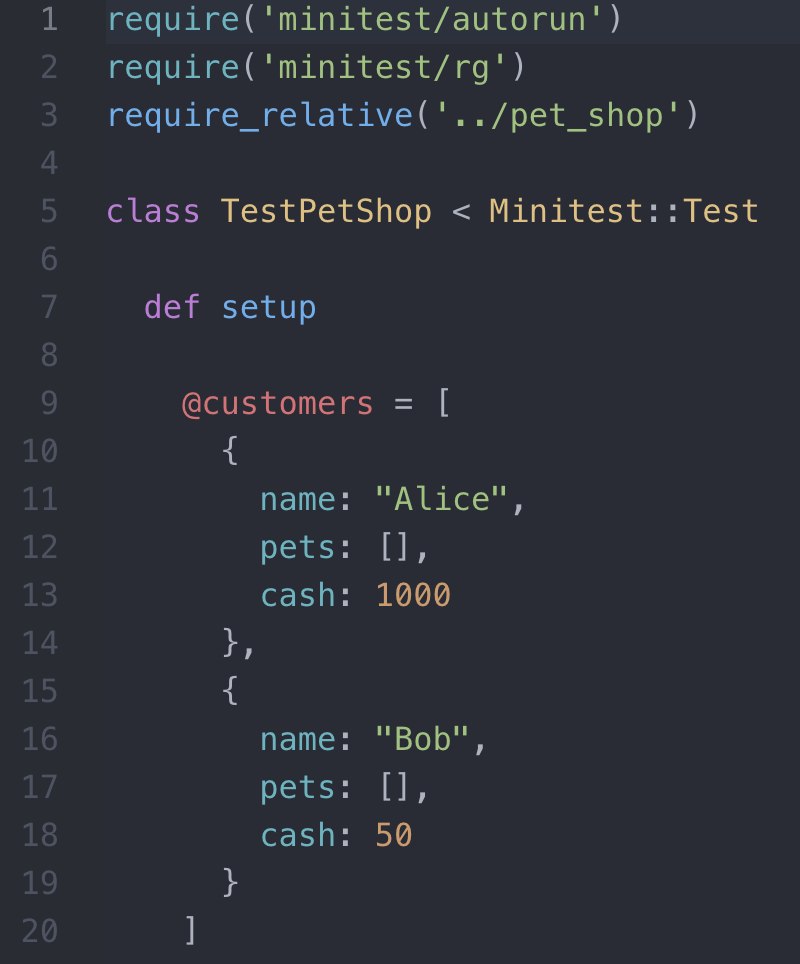 1 require('minitest/autorun')
2 require('minitest/rg')
3 require_relative('../pet_shop')
4
5 class TestPetShop < Minitest::Test
6
7   def setup
8
9     @customers = [
10       {
11         name: "Alice",
12         pets: [],
13         cash: 1000
14       },
15       {
16         name: "Bob",
17         pets: [],
18         cash: 50
19       }
20     ]